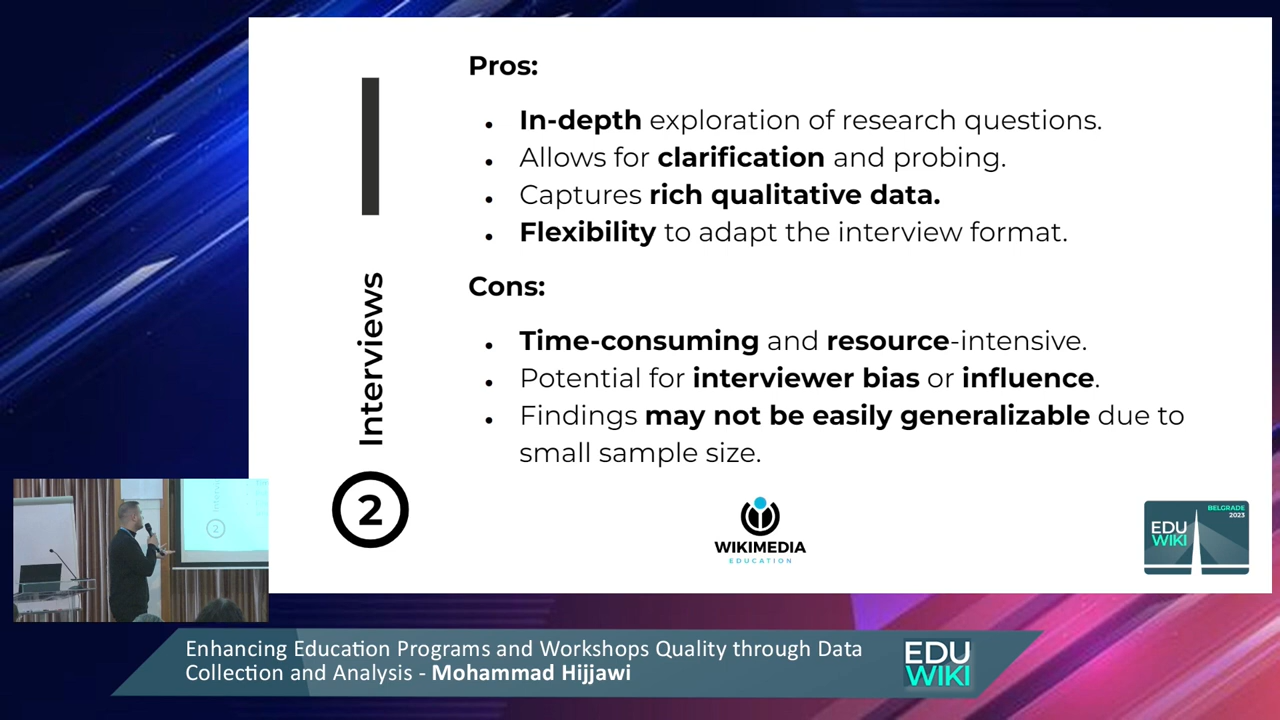 Pros:
In-depth exploration of research questions.
Allows for clarification and probing.
Captures rich qualitative data.
Flexibility to adapt the interview format.
Cons:
Time-consuming and resource-intensive.
Potential for interviewer bias or influence.
Findings may not be easily generalizable due to
small sample size.
Interviews
2
WIKIMEDIA
EDUCATION
BELGRADE
2023
EDU
WIKI
Interviews
2
Enhancing Education Programs and Workshops Quality through Data
Collection and Analysis - Mohammad Hijjawi
EDU
WIKI